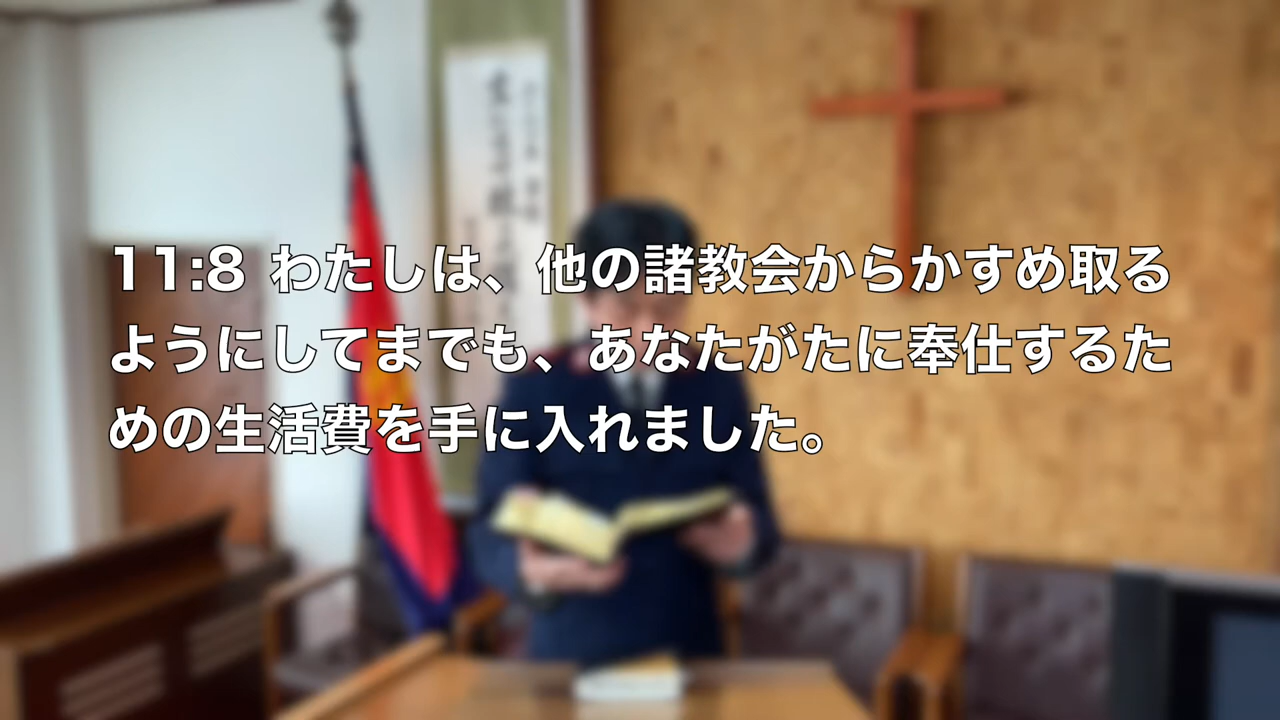 11:8 わたしは、他の諸教会からかすめ取る
ようにしてまでも、あなたがたに奉仕するた
めの生活費を手に入れました。